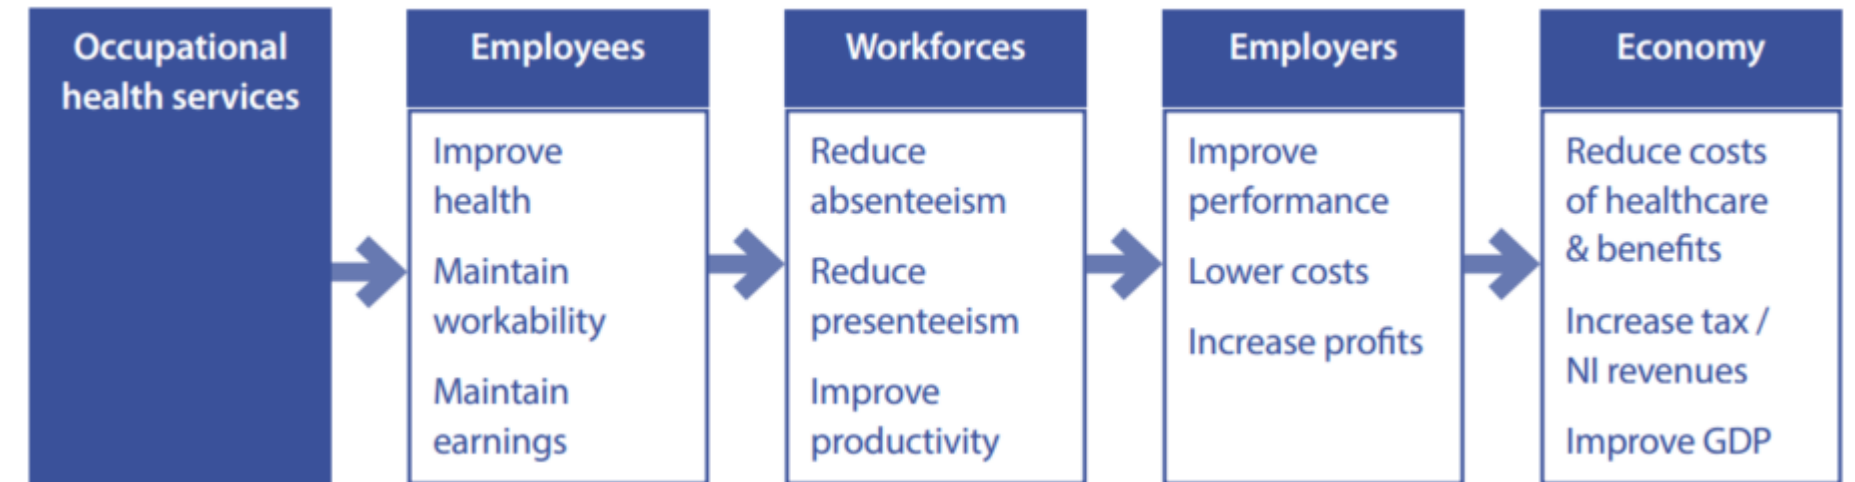 Occupational
health services
Employees
Improve
health
Maintain
workability
Maintain
earnings
Workforces
Reduce
absenteeism
Reduce
presenteeism
Improve
productivity
Employers
Improve
performance
Lower costs
Increase profits
Economy
Reduce costs
of healthcare
& benefits
Increase tax /
NI revenues
Improve GDP